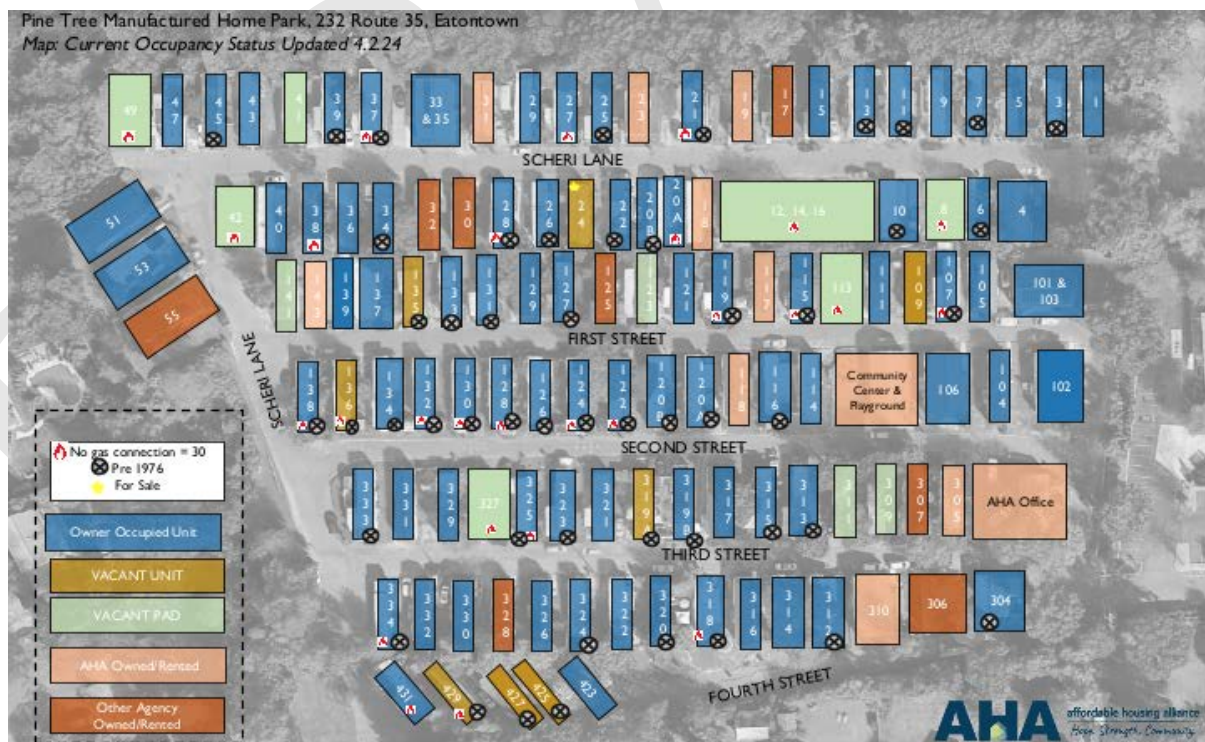 Pine Tree Manufactured Home Park, 232 Route 35, Eatontown
Map: Current Occupancy Status Updated 4.2.24
49 47 45 43 41 39 37 33 & 35 31 29 27 25 23 21 19 17 15 13 11 9 7 5 3 1
SCHERI LANE
51 42 40 38 36 34 32 30 28 26 24 22 20B 20A 18 12, 14, 16 10 8 6 4
53
55
141 143 139 137 135 133 131 129 127 125 123 121 119 117 115 113 111 109 107 105 101 & 103
FIRST STREET
SCHERI LANE
138 136 134 132 130 128 126 124 122 120B 120A 118 116 114 Community Center & Playground 106 104 102
SECOND STREET
333 331 329 327 325 323 321 319A 319B 317 315 313 311 309 307 305 AHA Office
THIRD STREET
334 332 330 328 326 324 322 320 318 316 314 312 310 306 304
431 429 427 425 423
FOURTH STREET
No gas connection = 30
Pre 1976
For Sale
Owner Occupied Unit
VACANT UNIT
VACANT PAD
AHA Owned/Rented
Other Agency
Owned/Rented
AHA affordable housing alliance
Hope. Strength. Community.